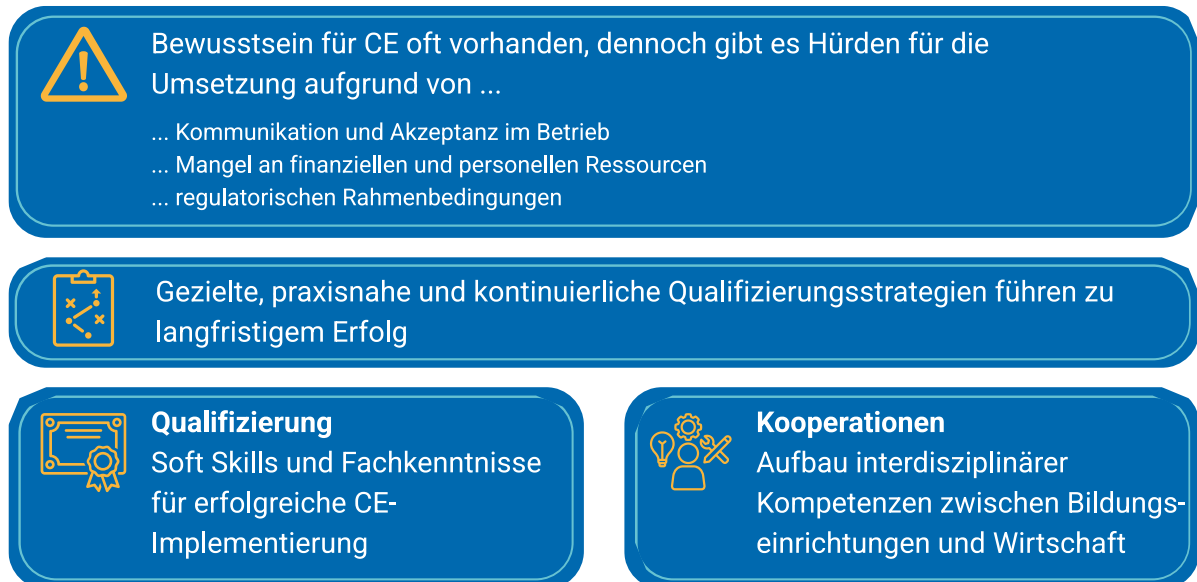 Bewusstsein für CE oft vorhanden, dennoch gibt es Hürden für die
Umsetzung aufgrund von ...
... Kommunikation und Akzeptanz im Betrieb
... Mangel an finanziellen und personellen Ressourcen
... regulatorischen Rahmenbedingungen
Gezielte, praxisnahe und kontinuierliche Qualifizierungsstrategien führen zu
langfristigem Erfolg
Qualifizierung
Soft Skills und Fachkenntnisse
für erfolgreiche CE-
Implementierung
Kooperationen
Aufbau interdisziplinärer
Kompetenzen zwischen Bildungs-
einrichtungen und Wirtschaft